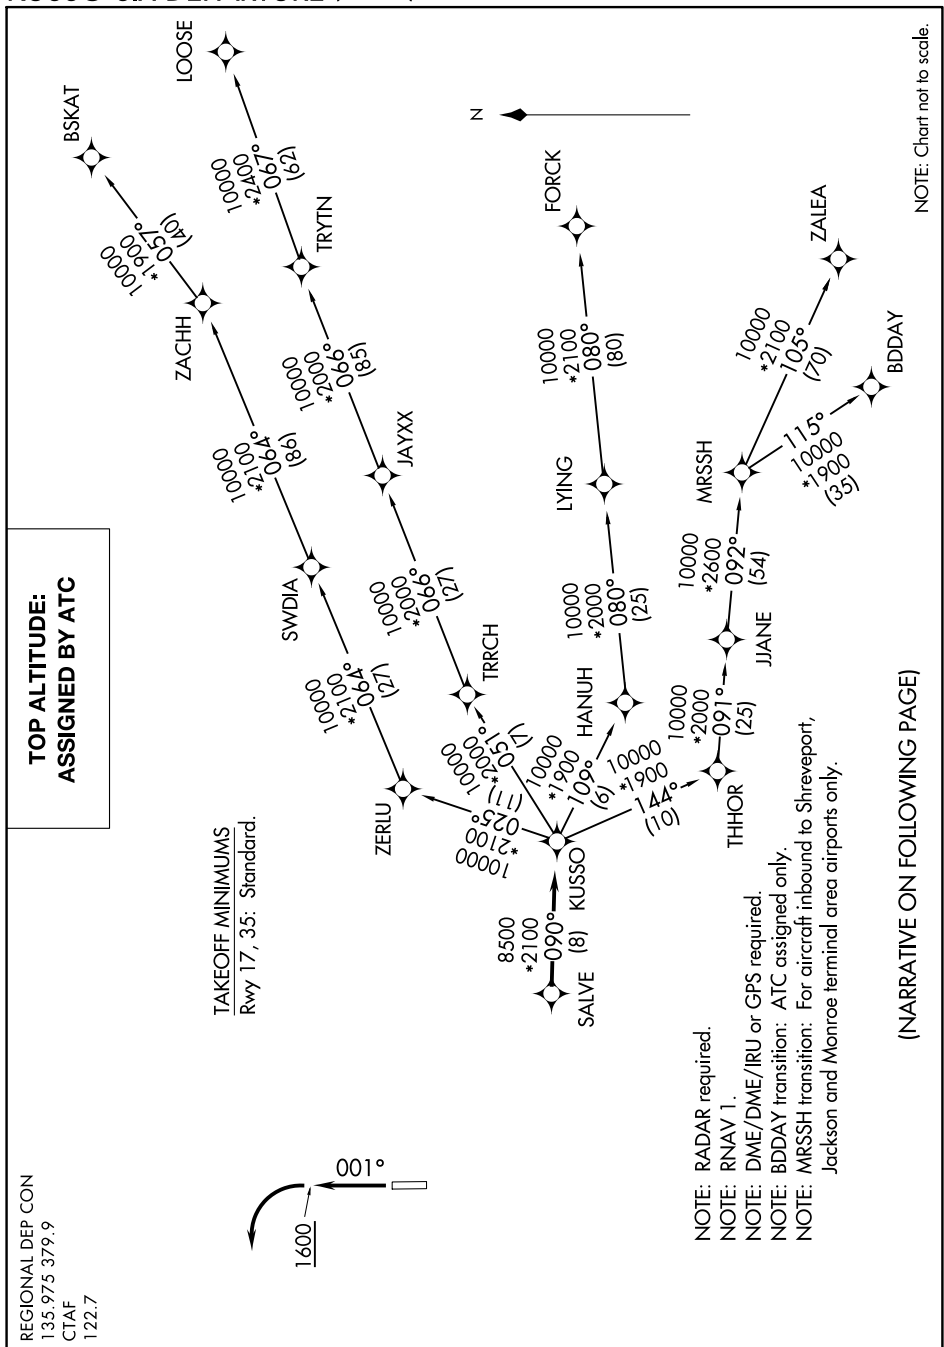 REGIONAL DEP CON
135.975 379.9
CTAF
122.7
TOP ALTITUDE:
ASSIGNED BY ATC
TAKEOFF MINIMUMS
Rwy 17, 35: Standard.
001°
1600
BSKAT
10000
*1900
057°
(40)
ZACHH
10000
*2100
064°
(86)
SWDIA
10000
*2100
064°
(27)
ZERLU
10000
*2100
025°
(11)
LOOSE
10000
*2400
067°
(62)
TRYTN
10000
*2000
066°
(85)
JAYXX
10000
*2000
066°
(27)
TRRCH
10000
*2000
051°
(7)
N
FORCK
10000
*2100
080°
(80)
LYING
10000
*2000
080°
(25)
HANUH
10000
*1900
109°
(6)
8500
*2100
090°
(8)
SALVE
KUSSO
10000
*1900
144°
(10)
THHOR
10000
*2000
091°
(25)
JJANE
10000
*2600
092°
(54)
MRSSH
10000
*2100
105°
(70)
ZALEA
115°
10000
*1900
(35)
BDDAY
NOTE: RADAR required.
NOTE: RNAV 1.
NOTE: DME/DME/IRU or GPS required.
NOTE: BDDAY transition: ATC assigned only.
NOTE: MRSSH transition: For aircraft inbound to Shreveport,
Jackson and Monroe terminal area airports only.
(NARRATIVE ON FOLLOWING PAGE)
NOTE: Chart not to scale.